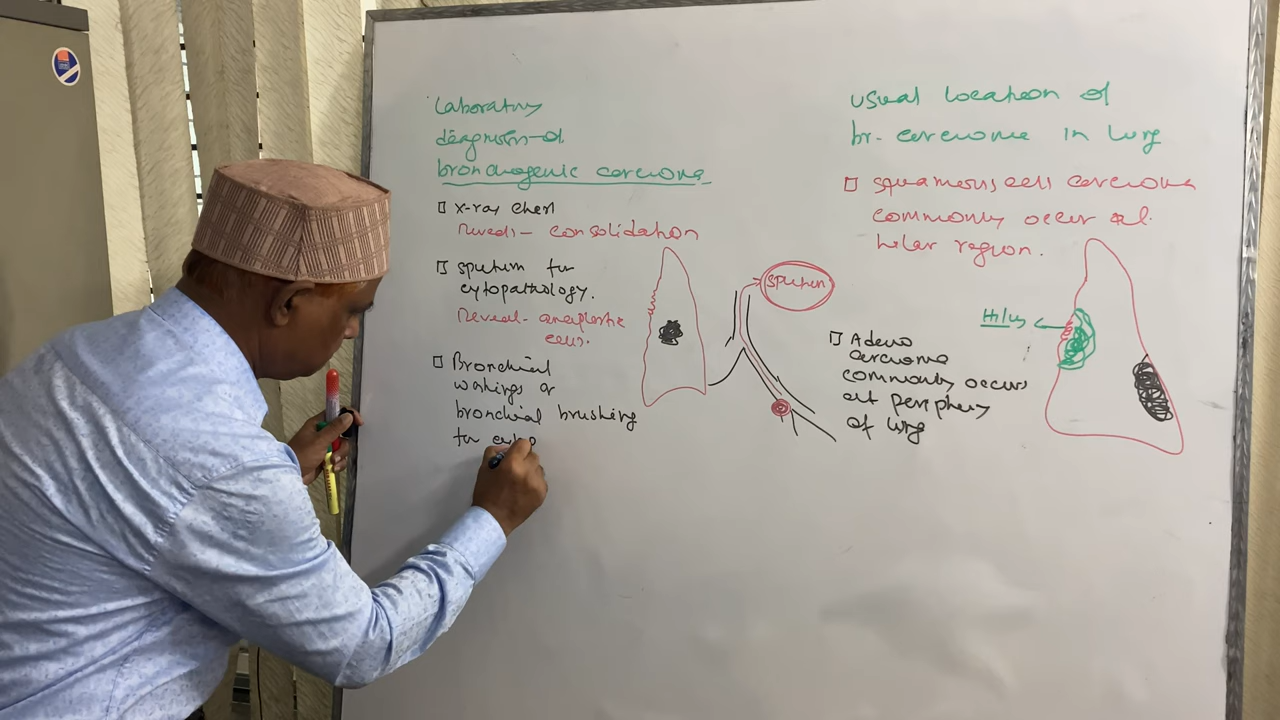 Laboratory
diagnosis of
bronchogenic carcinoma
x-ray chest
Reveals - consolidation
sputum for
cytopathology.
Reveal - anaplastic
cells.
Bronchial
washings or
bronchial brushing
for cytop
sputum
usual location of
br. carcinoma in lung
squamous cell carcinoma
commonly occur at
hilar region.
Hilus
Adeno
carcinoma
commonly occurs
at periphery
of lung